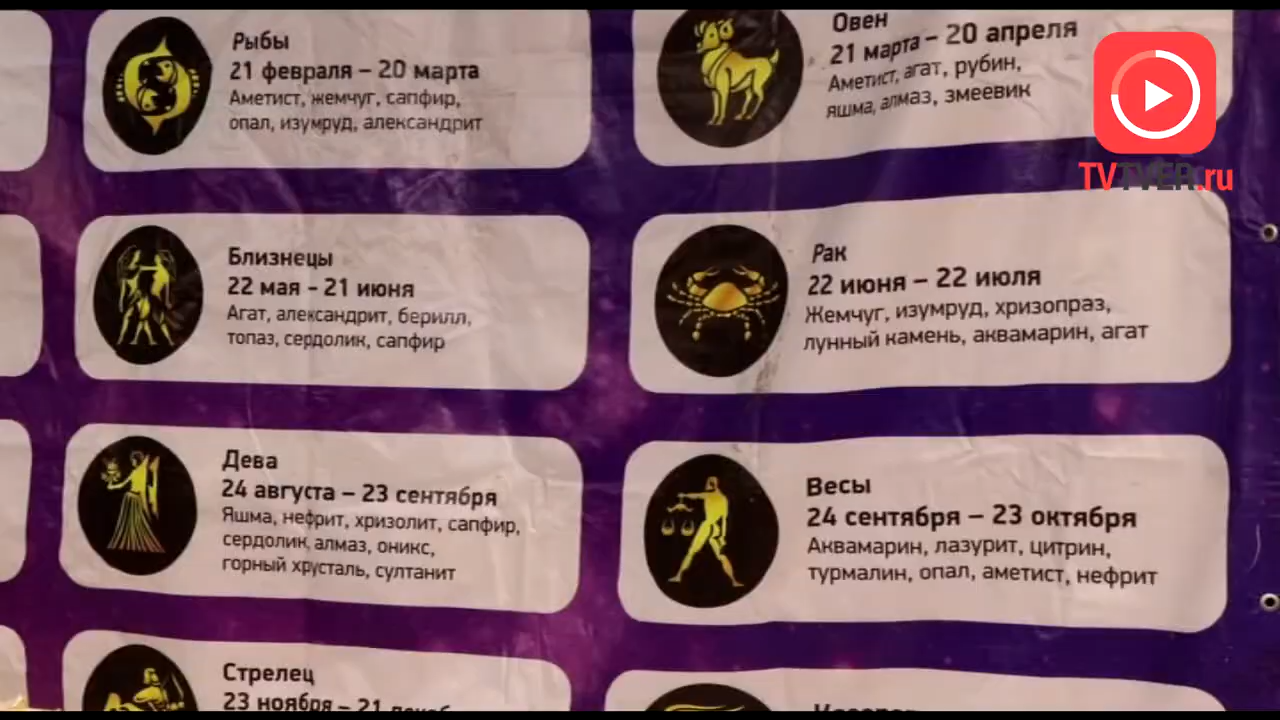 Рыбы
21 февраля – 20 марта
Аметист, жемчуг, сапфир,
опал, изумруд, александрит
Овен
21 марта – 20 апреля
Аметист, агат, рубин,
яшма, алмаз, змеевик
TVTVER.ru
Близнецы
22 мая - 21 июня
Агат, александрит, берилл,
топаз, сердолик, сапфир
Рак
22 июня – 22 июля
Жемчуг, изумруд, хризопраз,
лунный камень, аквамарин, агат
Дева
24 августа – 23 сентября
Яшма, нефрит, хризолит, сапфир,
сердолик, алмаз, оникс,
горный хрусталь, султанит
Весы
24 сентября – 23 октября
Аквамарин, лазурит, цитрин,
турмалин, опал, аметист, нефрит
Стрелец
23 ноября – 21